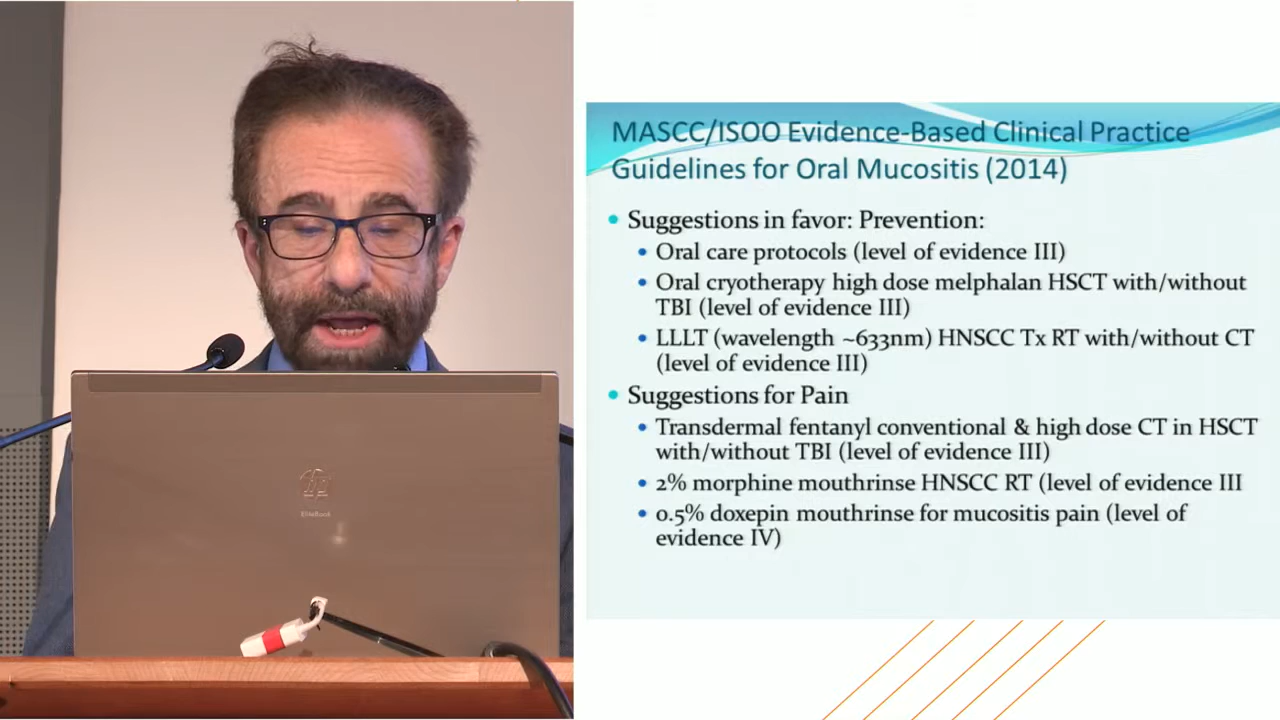 MASCC/ISOO Evidence-Based Clinical Practice
Guidelines for Oral Mucositis (2014)
• Suggestions in favor: Prevention:
• Oral care protocols (level of evidence III)
• Oral cryotherapy high dose melphalan HSCT with/without
TBI (level of evidence III)
• LLLT (wavelength ~633nm) HNSCC Tx RT with/without CT
(level of evidence III)
• Suggestions for Pain
• Transdermal fentanyl conventional & high dose CT in HSCT
with/without TBI (level of evidence III)
• 2% morphine mouthrinse HNSCC RT (level of evidence III
• 0.5% doxepin mouthrinse for mucositis pain (level of
evidence IV)
hp
EliteBook